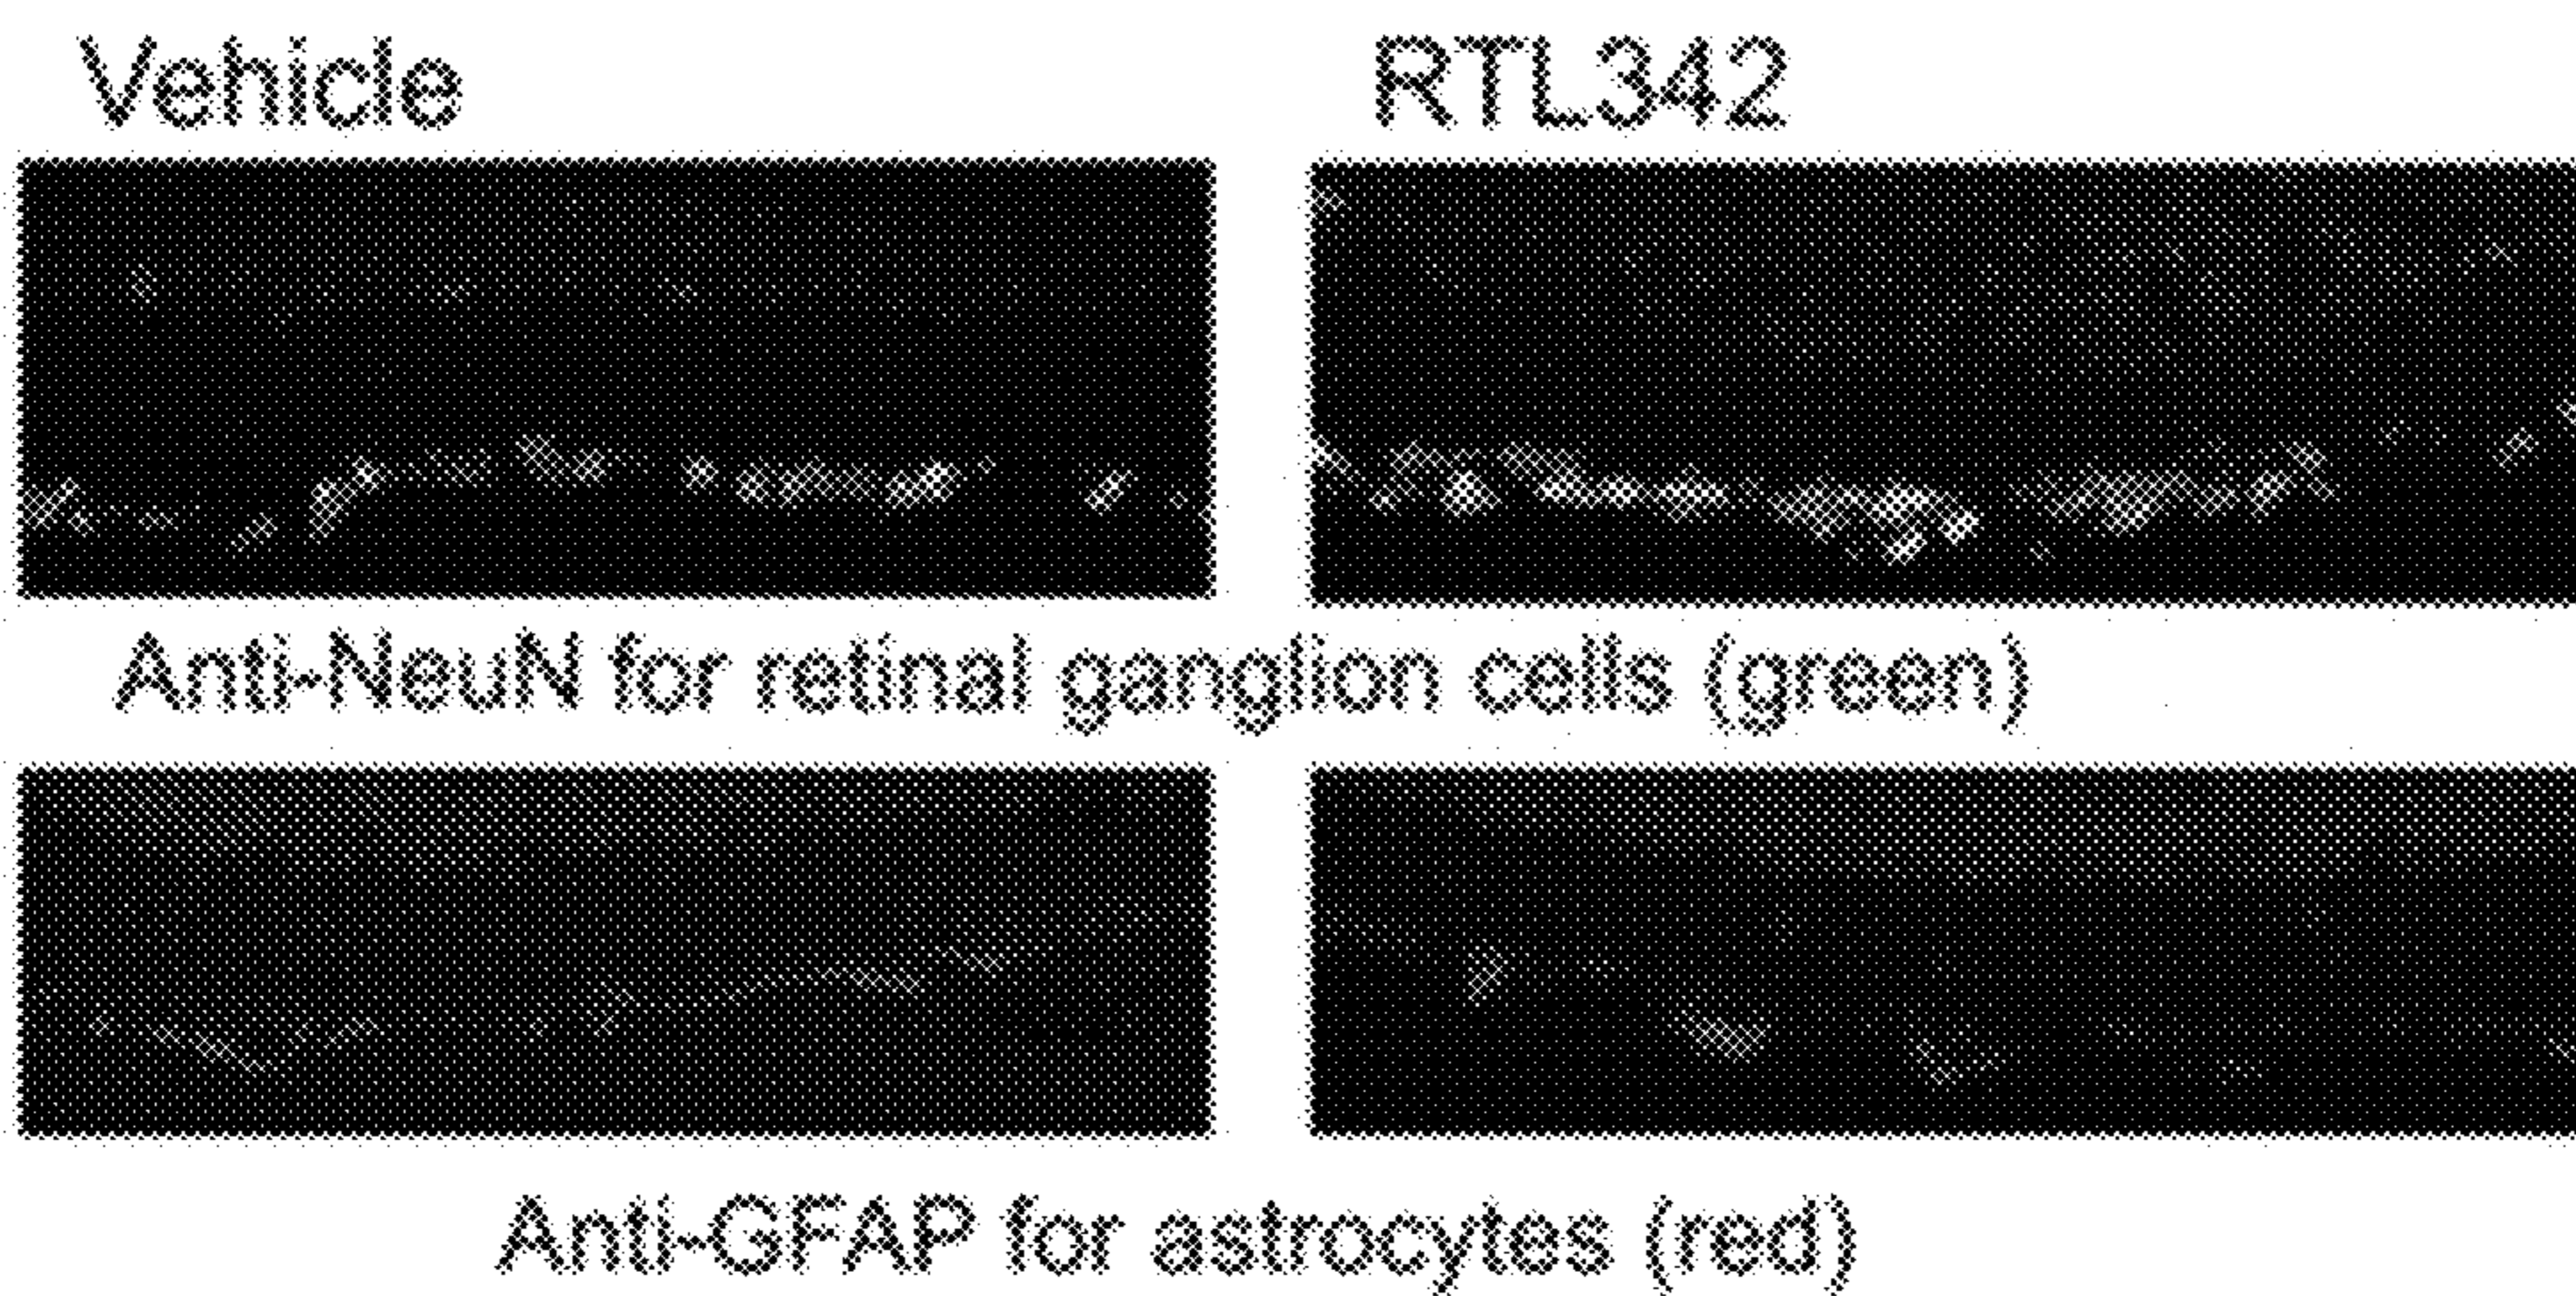 Vehicle
RTL342
Anti-NeuN for retinal ganglion cells (green)
Anti-GFAP for astrocytes (red)